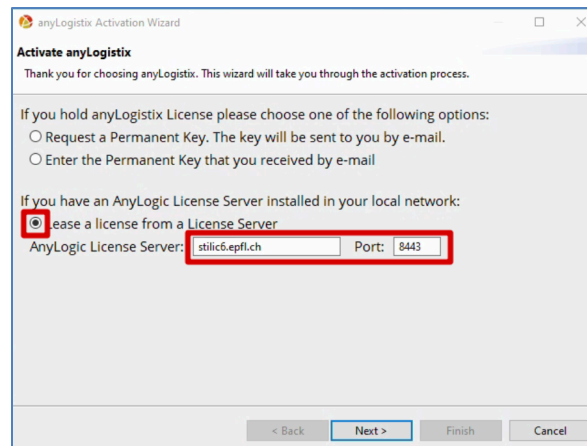 anyLogistix Activation Wizard
Activate anyLogistix
Thank you for choosing anyLogistix. This wizard will take you through the activation process.
If you hold anyLogistix License please choose one of the following options:
Request a Permanent Key. The key will be sent to you by e-mail.
Enter the Permanent Key that you received by e-mail
If you have an AnyLogic License Server installed in your local network:
Lease a license from a License Server
AnyLogic License Server: stilic6.epfl.ch Port: 8443
< Back Next > Finish Cancel